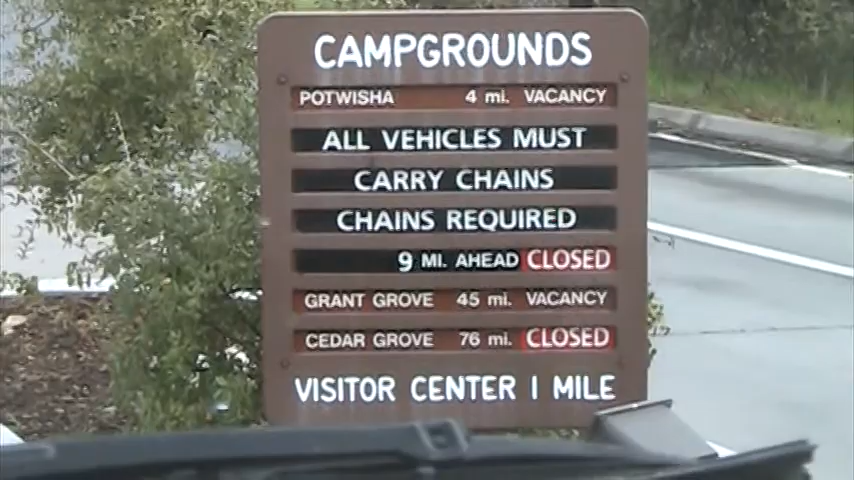 CAMPGROUNDS
POTWISHA 4 mi. VACANCY
ALL VEHICLES MUST
CARRY CHAINS
CHAINS REQUIRED
9 MI. AHEAD CLOSED
GRANT GROVE 45 mi. VACANCY
CEDAR GROVE 76 mi. CLOSED
VISITOR CENTER 1 MILE